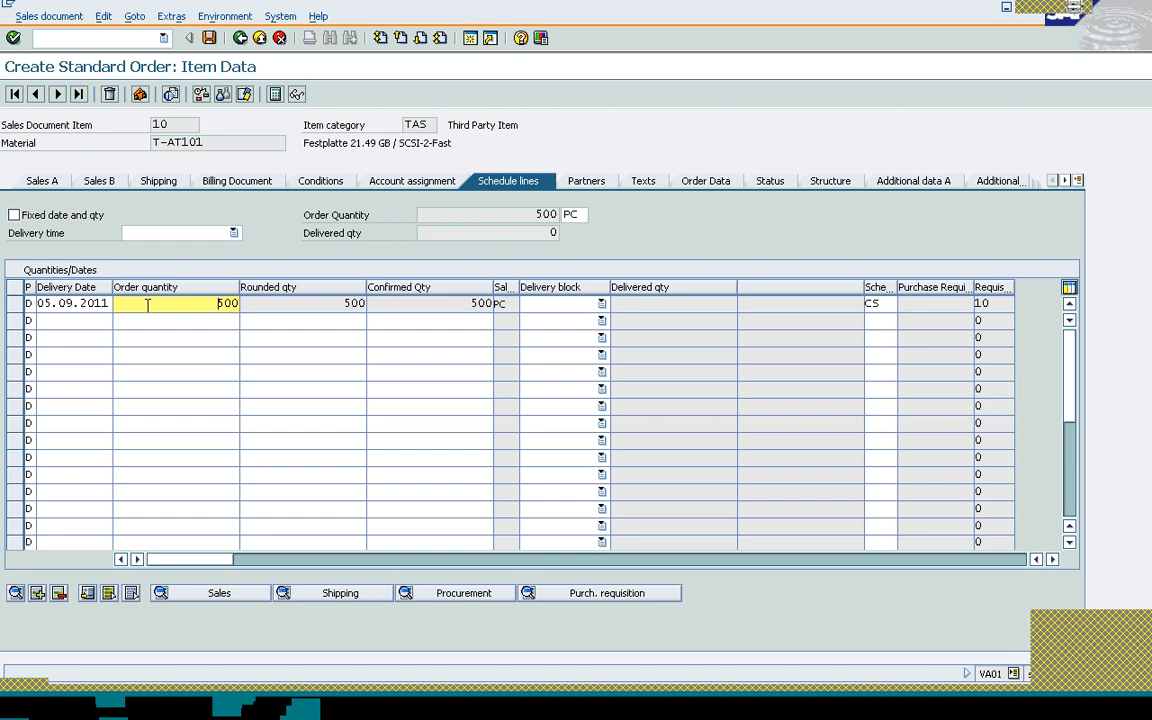 Sales document Edit Goto Extras Environment System Help
Create Standard Order: Item Data
Sales Document Item 10 Item category TAS Third Party Item
Material T-AT101 Festplatte 21.49 GB / SCSI-2-Fast
Sales A Sales B Shipping Billing Document Conditions Account assignment Schedule lines Partners Texts Order Data Status Structure Additional data A Additional...
Fixed date and qty Order Quantity 500 PC
Delivery time Delivered qty 0
Quantities/Dates
P Delivery Date Order quantity Rounded qty Confirmed Qty Sal... Delivery block Delivered qty Sche... Purchase Requi... Requis...
D 05.09.2011 500 500 500 PC CS 10
D 0
D 0
D 0
D 0
D 0
D 0
D 0
D 0
D 0
D 0
D 0
D 0
D 0
D 0
Sales Shipping Procurement Purch. requisition
VA01